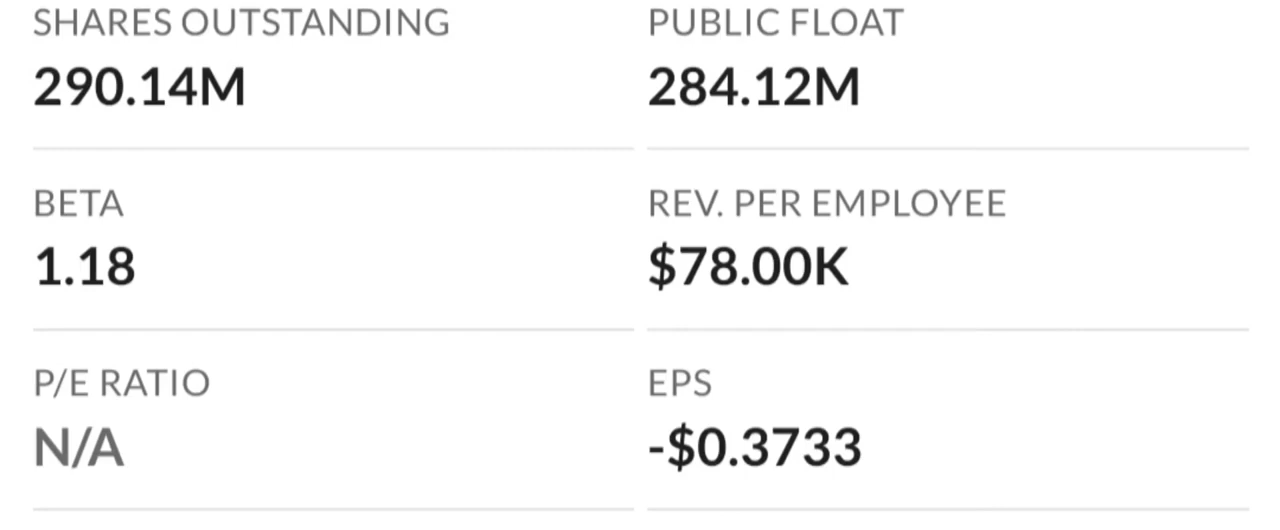 SHARES OUTSTANDING
PUBLIC FLOAT
290.14M
284.12M
BETA
REV. PER EMPLOYEE
1.18
$78.00K
P/E RATIO
EPS
N/A
-$0.3733